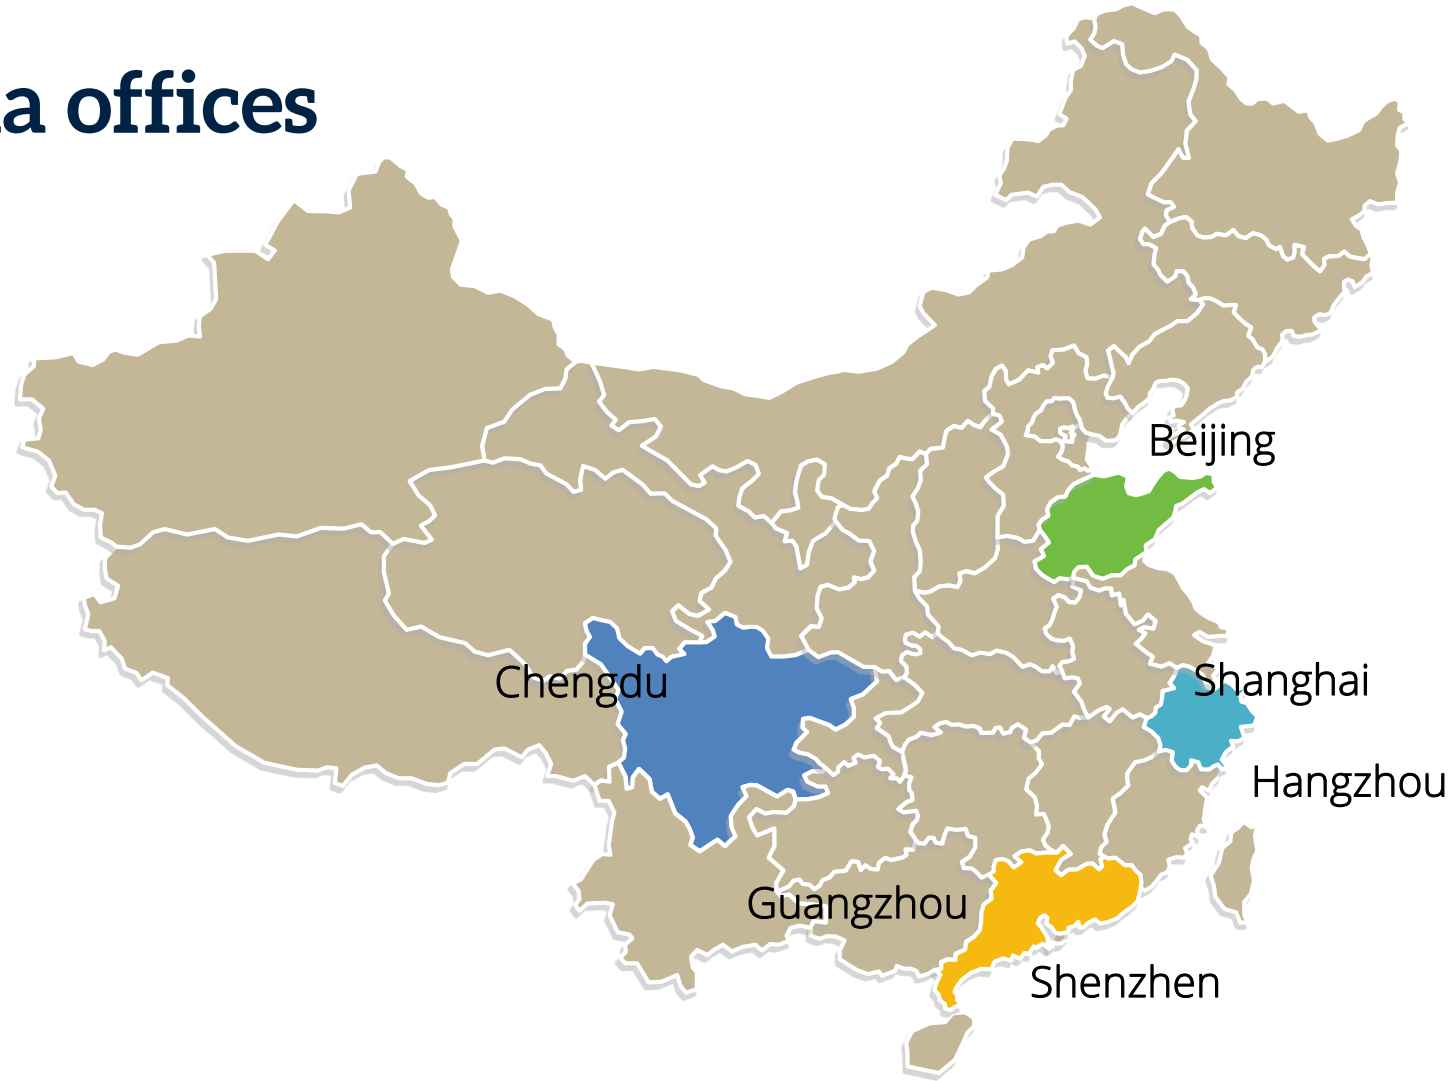 a offices
Beijing
Chengdu
Shanghai
Hangzhou
Guangzhou
Shenzhen